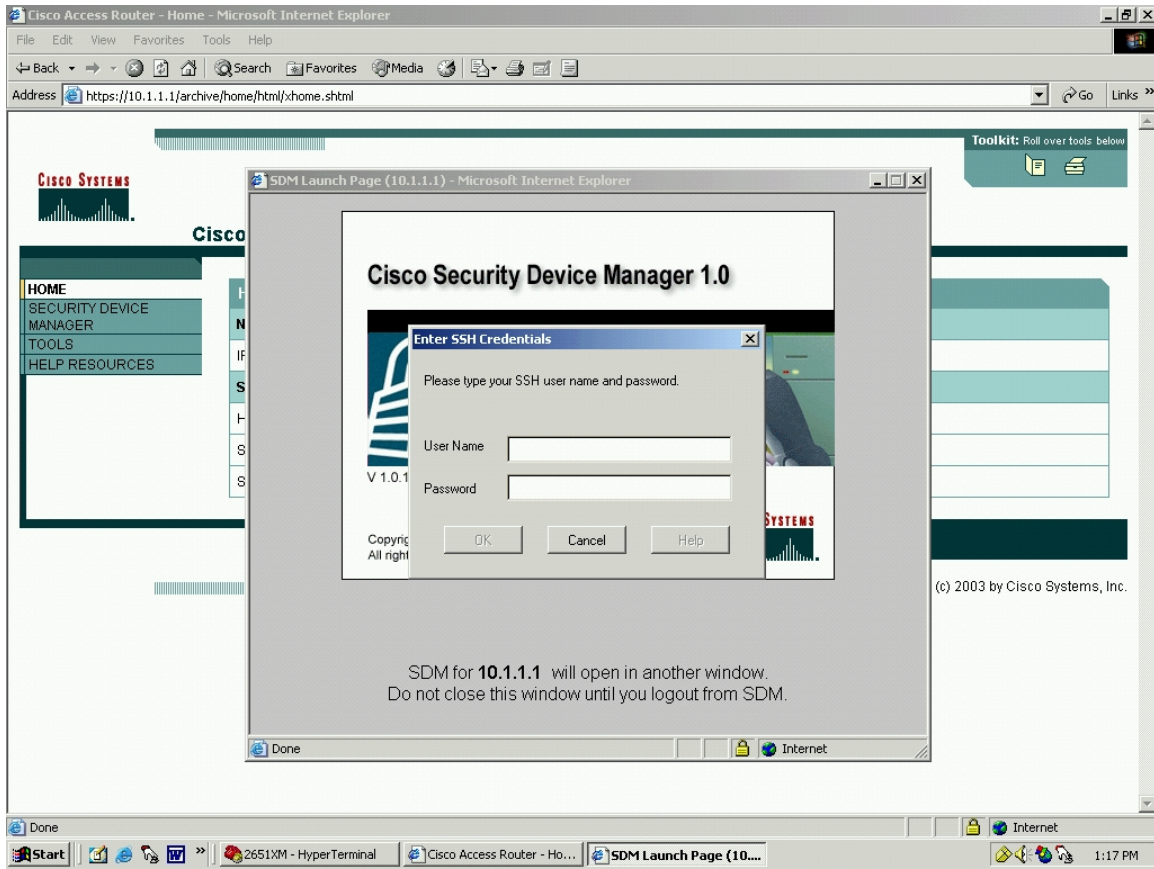 Cisco Access Router - Home - Microsoft Internet Explorer
File Edit View Favorites Tools Help
Back Search Favorites Media
Address https://10.1.1.1/archive/home/html/xhome.shtml Go Links »
Toolkit: Roll over tools below
CISCO SYSTEMS
Cisco
HOME
SECURITY DEVICE
MANAGER
TOOLS
HELP RESOURCES
H
N
IF
S
H
S
S
SDM Launch Page (10.1.1.1) - Microsoft Internet Explorer
Cisco Security Device Manager 1.0
Enter SSH Credentials
Please type your SSH user name and password.
User Name
Password
OK Cancel Help
V 1.0.1
Copyrig
All right
SYSTEMS
SDM for 10.1.1.1 will open in another window.
Do not close this window until you logout from SDM.
Done Internet
(c) 2003 by Cisco Systems, Inc.
Done Internet
Start » 2651XM - HyperTerminal Cisco Access Router - Ho... SDM Launch Page (10.... 1:17 PM